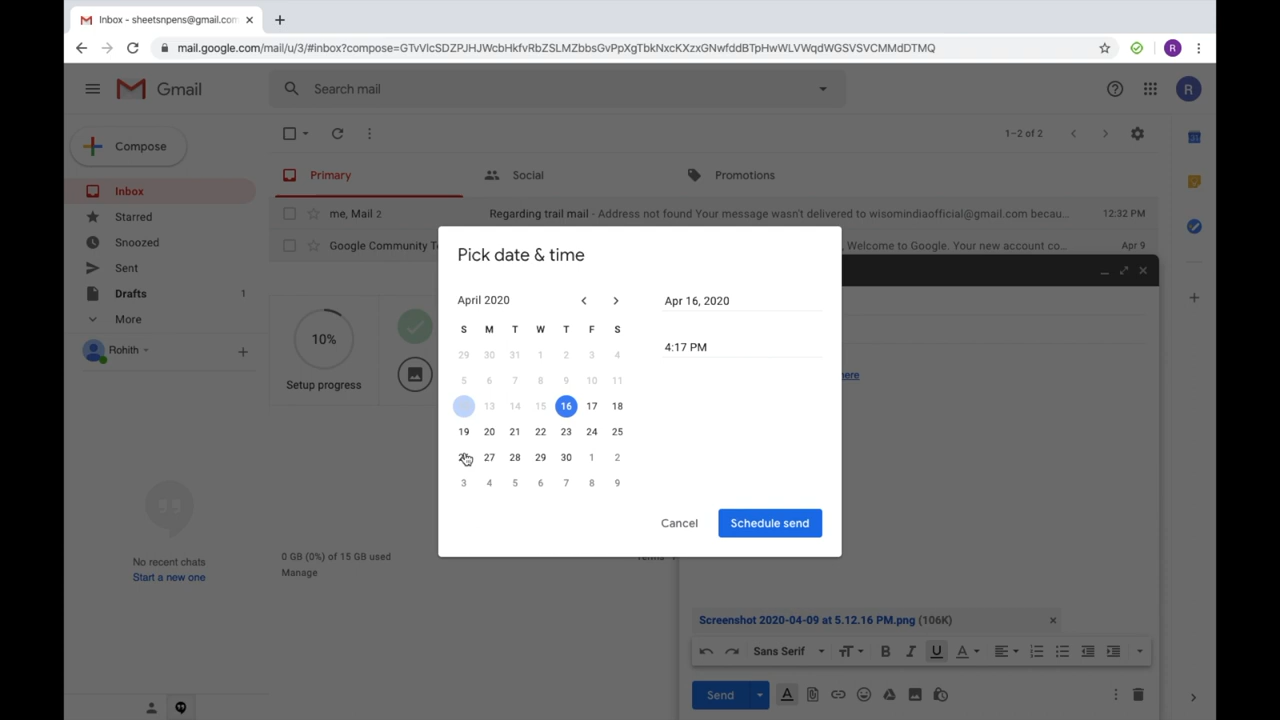 Inbox - sheetsnpens@gmail.com
mail.google.com/mail/u/3/#inbox?compose=GTvVlcSDZPJHJWcbHkfvRbZSLMZbbsGvPpXgTbkNxcKXzxGNwfddBTpHwWLVWqdWGSVSVCMMdDTMQ
R
Gmail
Search mail
R
Compose
1–2 of 2
Primary
Social
Promotions
Inbox
Starred
Snoozed
Sent
Drafts 1
More
Rohith
me, Mail 2
Regarding trail mail - Address not found Your message wasn't delivered to wisomindiaofficial@gmail.com becau...
12:32 PM
Google Community
, Welcome to Google. Your new account co...
Apr 9
10%
Setup progress
Pick date & time
April 2020
Apr 16, 2020
4:17 PM
S M T W T F S
29 30 31 1 2 3 4
5 6 7 8 9 10 11
13 14 15 16 17 18
19 20 21 22 23 24 25
27 28 29 30 1 2
3 4 5 6 7 8 9
Cancel
Schedule send
here
No recent chats
Start a new one
0 GB (0%) of 15 GB used
Manage
Screenshot 2020-04-09 at 5.12.16 PM.png (106K)
Sans Serif
B I U A
Send